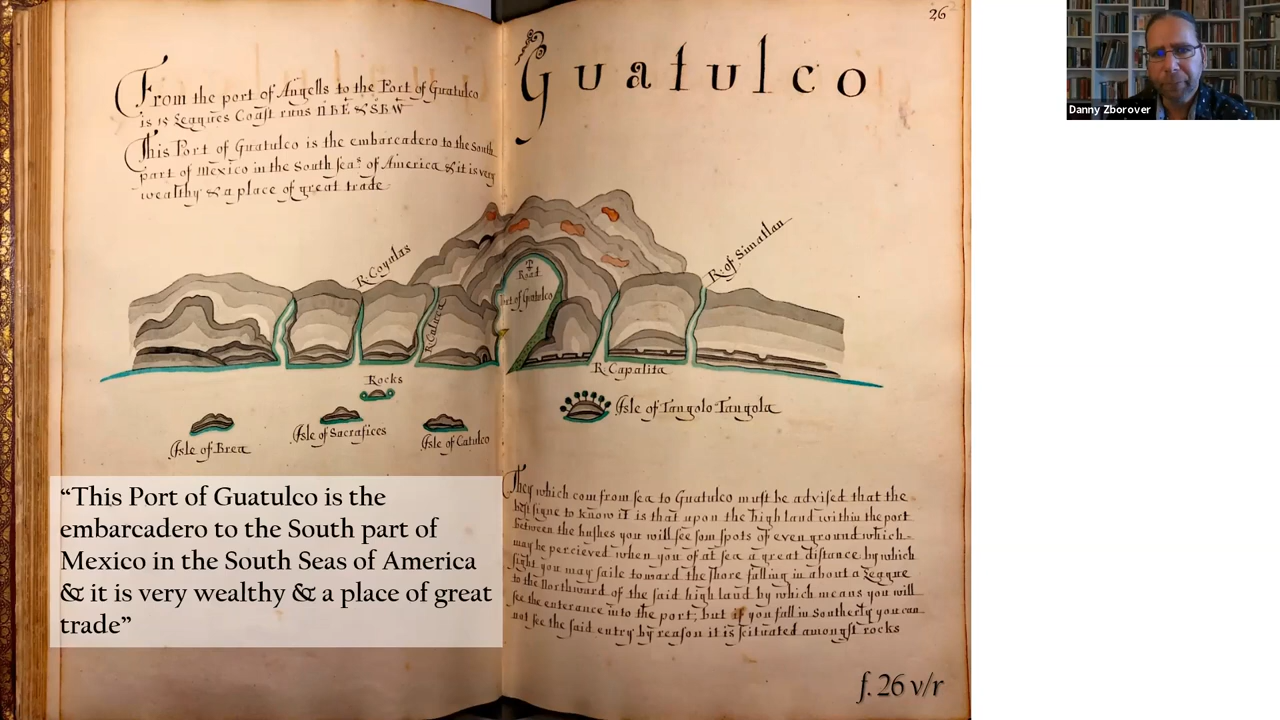 26
Guatulco
From the port of Angells to the Port of Guatulco
is 15 Leagues Coast runs NbE & SbW
This Port of Guatulco is the embarcadero to the South
part of Mexico in the South seas of America & it is very
wealthy & a place of great trade
R. Coyulas
R. of Simatlan
Road
Port of Guatulco
R Capalita
Rocks
Isle of Brea
Isle of Sacrafices
Isle of Catulco
Isle of Tangolo Tangola
They which com from sea to Guatulco must be advised that the
best signe to know it is that upon the high land within the port
between the bushes you will see som spots of even ground which
may be percieved when you of at sea a great distance by which
sight you may saile toward the shore falling in about a League
to the Northward of the said high land by which means you will
see the enterance into the port; but if you fall in Southerly you can
not see the said entry by reason it is scituated amongst rocks
“This Port of Guatulco is the
embarcadero to the South part of
Mexico in the South Seas of America
& it is very wealthy & a place of great
trade”
f. 26 v/r
Danny Zborover